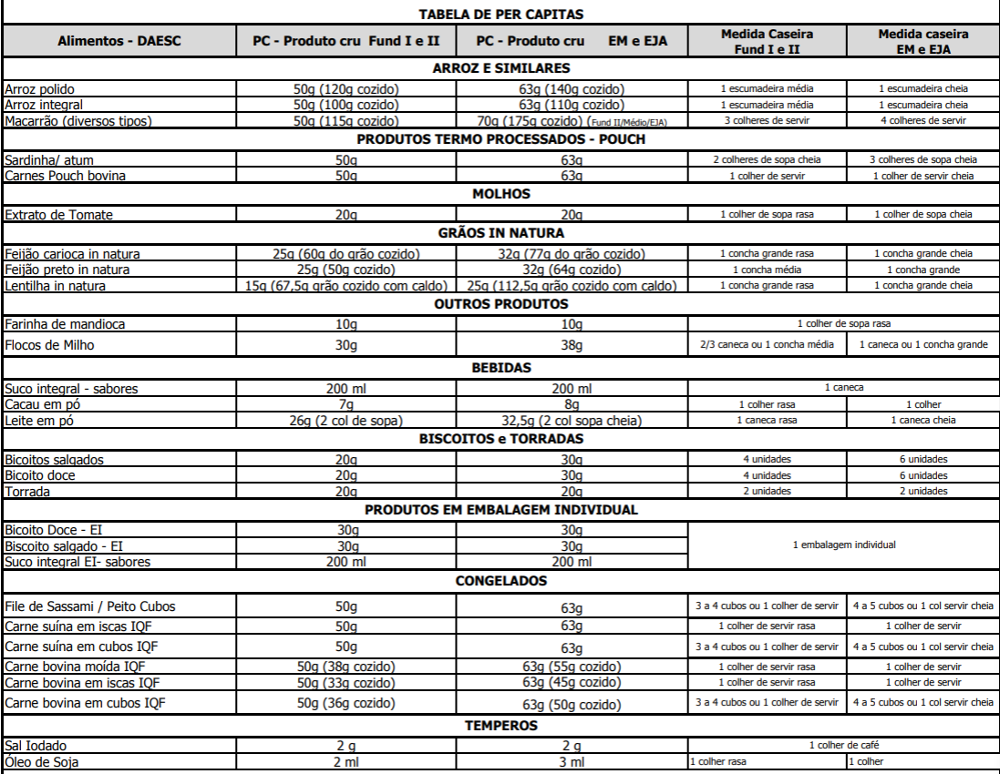 TABELA DE PER CAPITAS
Alimentos - DAESC PC - Produto cru Fund I e II PC - Produto cru EM e EJA Medida Caseira Fund I e II Medida caseira EM e EJA
ARROZ E SIMILARES
Arroz polido 50g (120g cozido) 63g (140g cozido) 1 escumadeira média 1 escumadeira cheia
Arroz integral 50g (100g cozido) 63g (110g cozido) 1 escumadeira média 1 escumadeira cheia
Macarrão (diversos tipos) 50g (115g cozido) 70g (175g cozido) (Fund II/Médio/EJA) 3 colheres de servir 4 colheres de servir
PRODUTOS TERMO PROCESSADOS - POUCH
Sardinha/ atum 50g 63g 2 colheres de sopa cheia 3 colheres de sopa cheia
Carnes Pouch bovina 50g 63g 1 colher de servir 1 colher de servir cheia
MOLHOS
Extrato de Tomate 20g 20g 1 colher de sopa rasa 1 colher de sopa cheia
GRÃOS IN NATURA
Feijão carioca in natura 25g (60g do grão cozido) 32g (77g do grão cozido) 1 concha grande rasa 1 concha grande cheia
Feijão preto in natura 25g (50g cozido) 32g (64g cozido) 1 concha média 1 concha grande
Lentilha in natura 15g (67,5g grão cozido com caldo) 25g (112,5g grão cozido com caldo) 1 concha grande rasa 1 concha grande cheia
OUTROS PRODUTOS
Farinha de mandioca 10g 10g 1 colher de sopa rasa
Flocos de Milho 30g 38g 2/3 caneca ou 1 concha média 1 caneca ou 1 concha grande
BEBIDAS
Suco integral - sabores 200 ml 200 ml 1 caneca
Cacau em pó 7g 8g 1 colher rasa 1 colher
Leite em pó 26g (2 col de sopa) 32,5g (2 col sopa cheia) 1 caneca rasa 1 caneca cheia
BISCOITOS e TORRADAS
Bicoitos salgados 20g 30g 4 unidades 6 unidades
Bicoito doce 20g 30g 4 unidades 6 unidades
Torrada 20g 20g 2 unidades 2 unidades
PRODUTOS EM EMBALAGEM INDIVIDUAL
Bicoito Doce - EI 30g 30g
Biscoito salgado - EI 30g 30g 1 embalagem individual
Suco integral EI- sabores 200 ml 200 ml
CONGELADOS
File de Sassami / Peito Cubos 50g 63g 3 a 4 cubos ou 1 colher de servir 4 a 5 cubos ou 1 col servir cheia
Carne suína em iscas IQF 50g 63g 1 colher de servir rasa 1 colher de servir
Carne suína em cubos IQF 50g 63g 3 a 4 cubos ou 1 colher de servir 4 a 5 cubos ou 1 col servir cheia
Carne bovina moída IQF 50g (38g cozido) 63g (55g cozido) 1 colher de servir rasa 1 colher de servir
Carne bovina em iscas IQF 50g (33g cozido) 63g (45g cozido) 1 colher de servir rasa 1 colher de servir
Carne bovina em cubos IQF 50g (36g cozido) 63g (50g cozido) 3 a 4 cubos ou 1 colher de servir 4 a 5 cubos ou 1 col servir cheia
TEMPEROS
Sal Iodado 2 g 2 g 1 colher de café
Óleo de Soja 2 ml 3 ml 1 colher rasa 1 colher